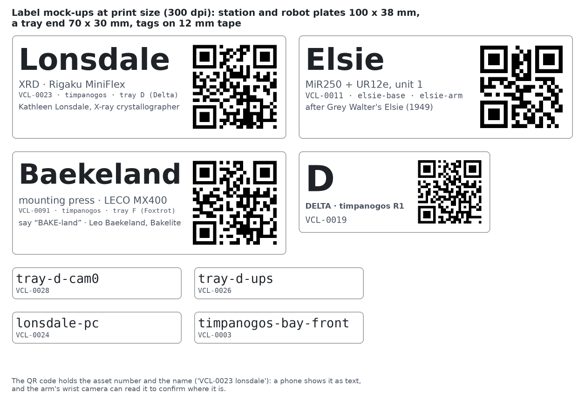 Label mock-ups at print size (300 dpi): station and robot plates 100 x 38 mm,
a tray end 70 x 30 mm, tags on 12 mm tape
Lonsdale
XRD · Rigaku MiniFlex
VCL-0023 · timpanogos · tray D (Delta)
Kathleen Lonsdale, X-ray crystallographer
Elsie
MiR250 + UR12e, unit 1
VCL-0011 · elsie-base · elsie-arm
after Grey Walter's Elsie (1949)
Baekeland
mounting press · LECO MX400
VCL-0091 · timpanogos · tray F (Foxtrot)
say “BAKE-land” · Leo Baekeland, Bakelite
D
DELTA · timpanogos R1
VCL-0019
tray-d-cam0
VCL-0028
tray-d-ups
VCL-0026
lonsdale-pc
VCL-0024
timpanogos-bay-front
VCL-0003
The QR code holds the asset number and the name ('VCL-0023 lonsdale'): a phone shows it as text,
and the arm's wrist camera can read it to confirm where it is.